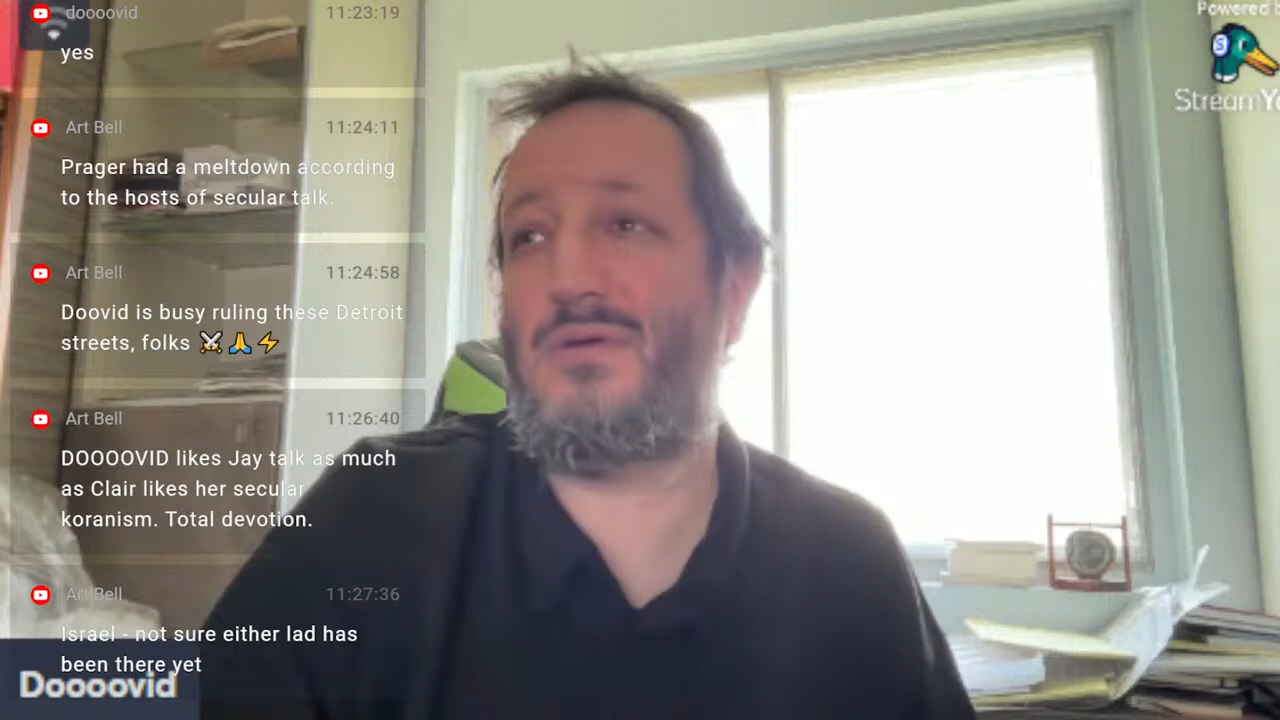 doooovid 11:23:19
yes
Powered b
S
StreamYa
Art Bell 11:24:11
Prager had a meltdown according
to the hosts of secular talk.
Art Bell 11:24:58
Doovid is busy ruling these Detroit
streets, folks ⚔️🙏⚡
Art Bell 11:26:40
DOOOOVID likes Jay talk as much
as Clair likes her secular
koranism. Total devotion.
Art Bell 11:27:36
Israel - not sure either lad has
been there yet
Doooovid